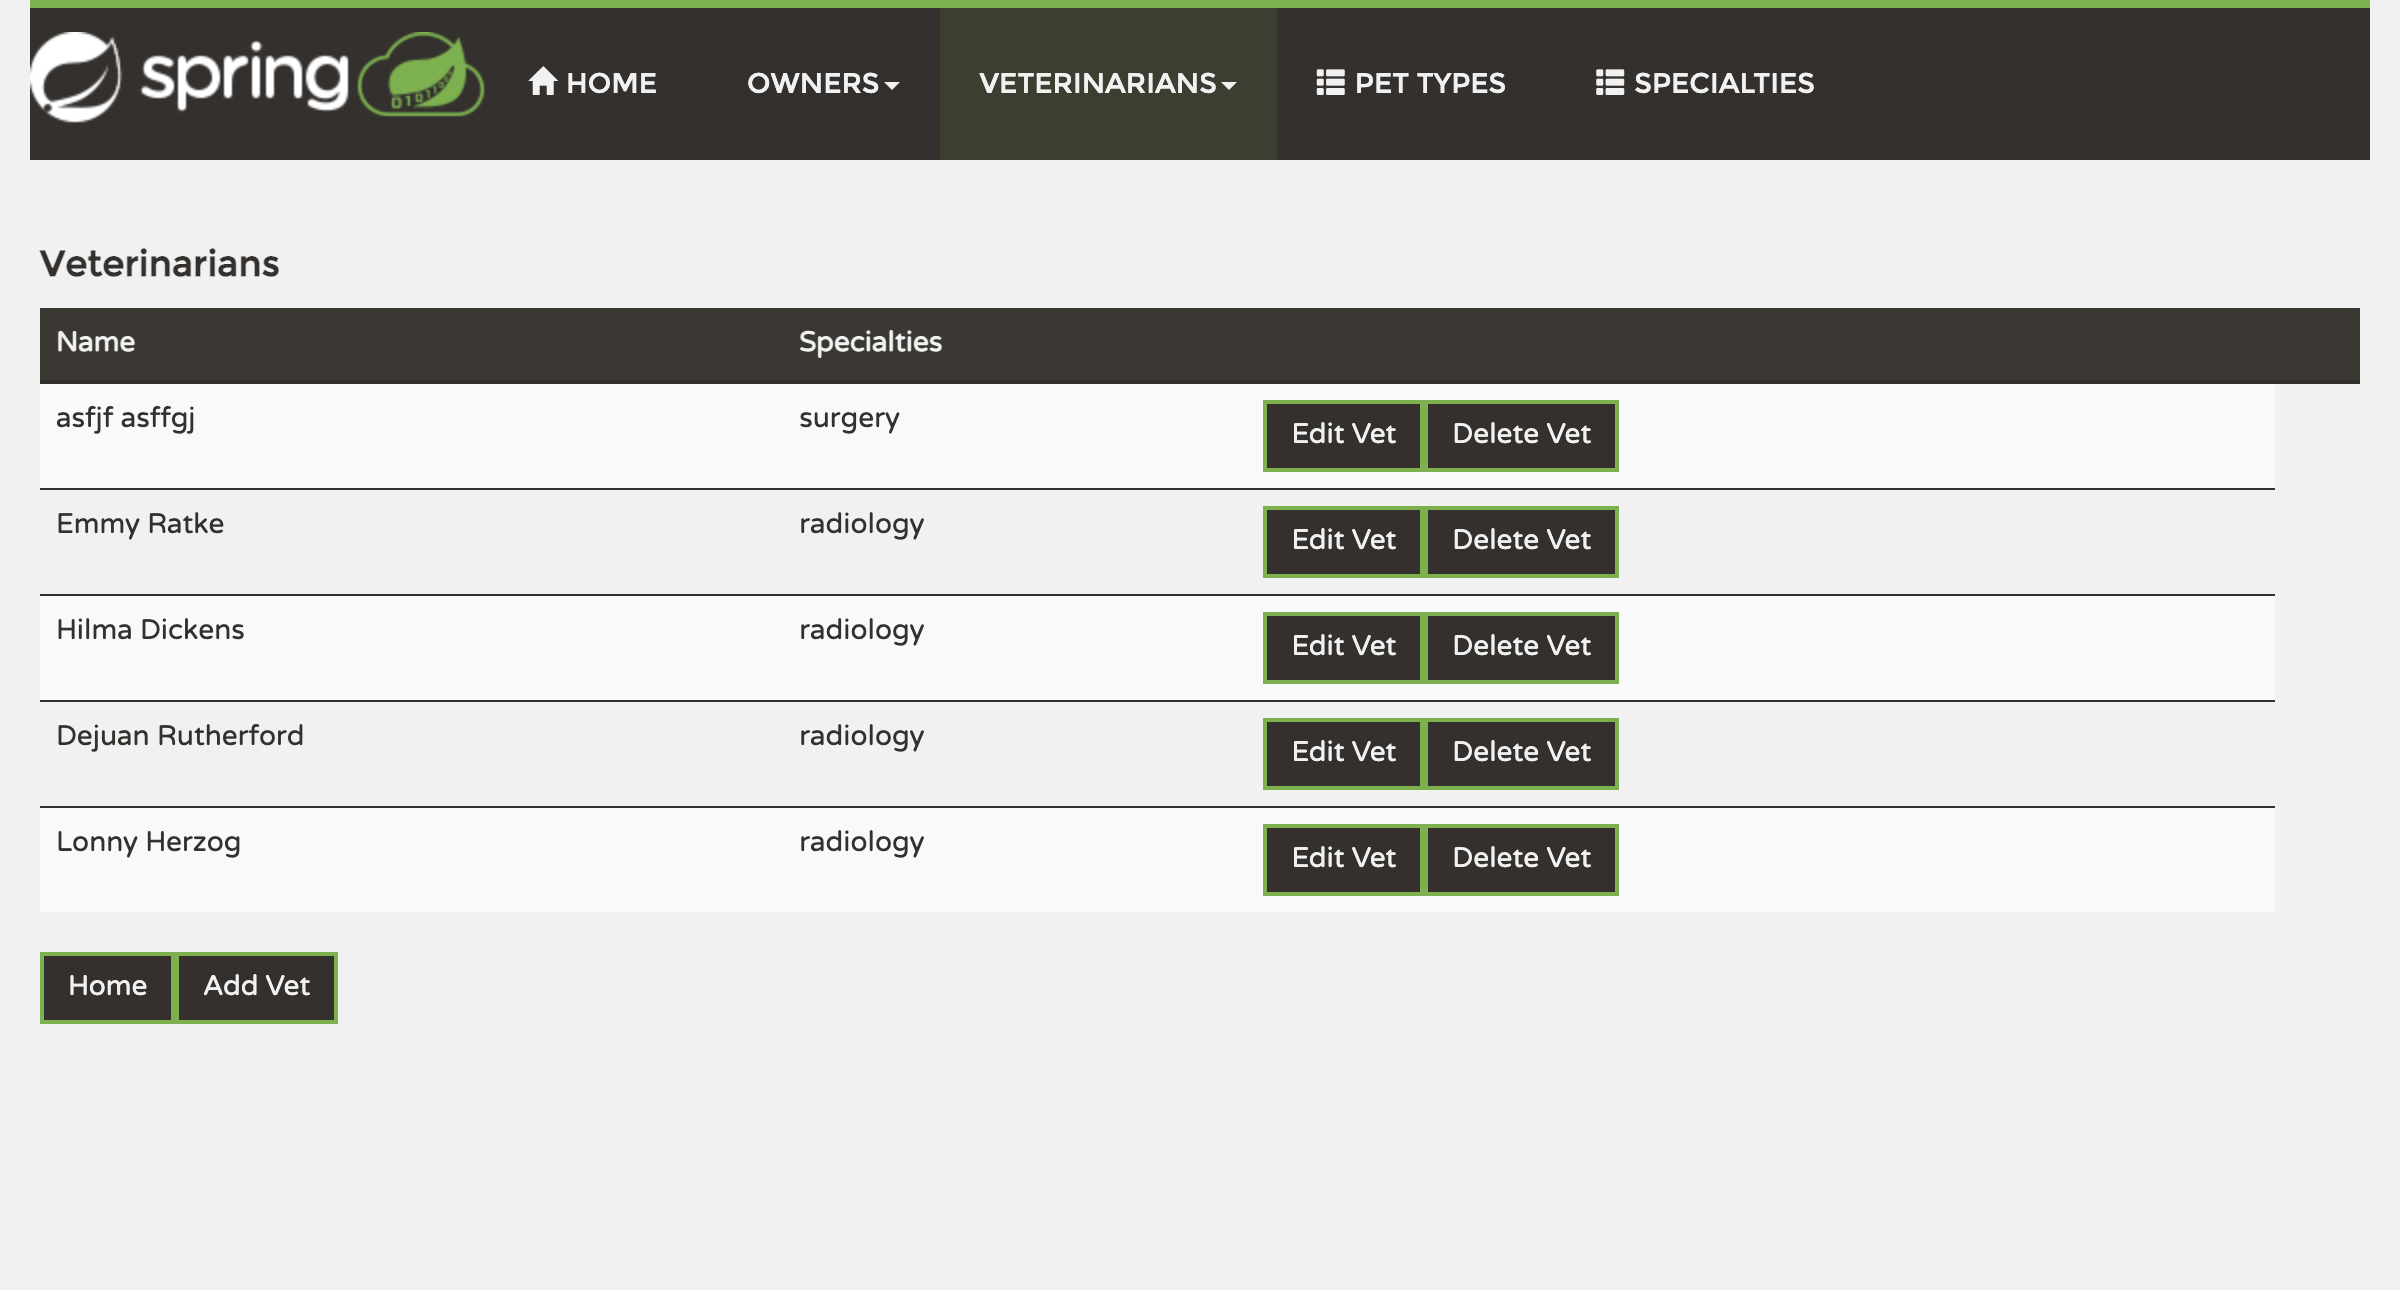 spring HOME OWNERS VETERINARIANS PET TYPES SPECIALTIES
Veterinarians
Name Specialties
asfjf asffgj surgery Edit Vet Delete Vet
Emmy Ratke radiology Edit Vet Delete Vet
Hilma Dickens radiology Edit Vet Delete Vet
Dejuan Rutherford radiology Edit Vet Delete Vet
Lonny Herzog radiology Edit Vet Delete Vet
Home Add Vet